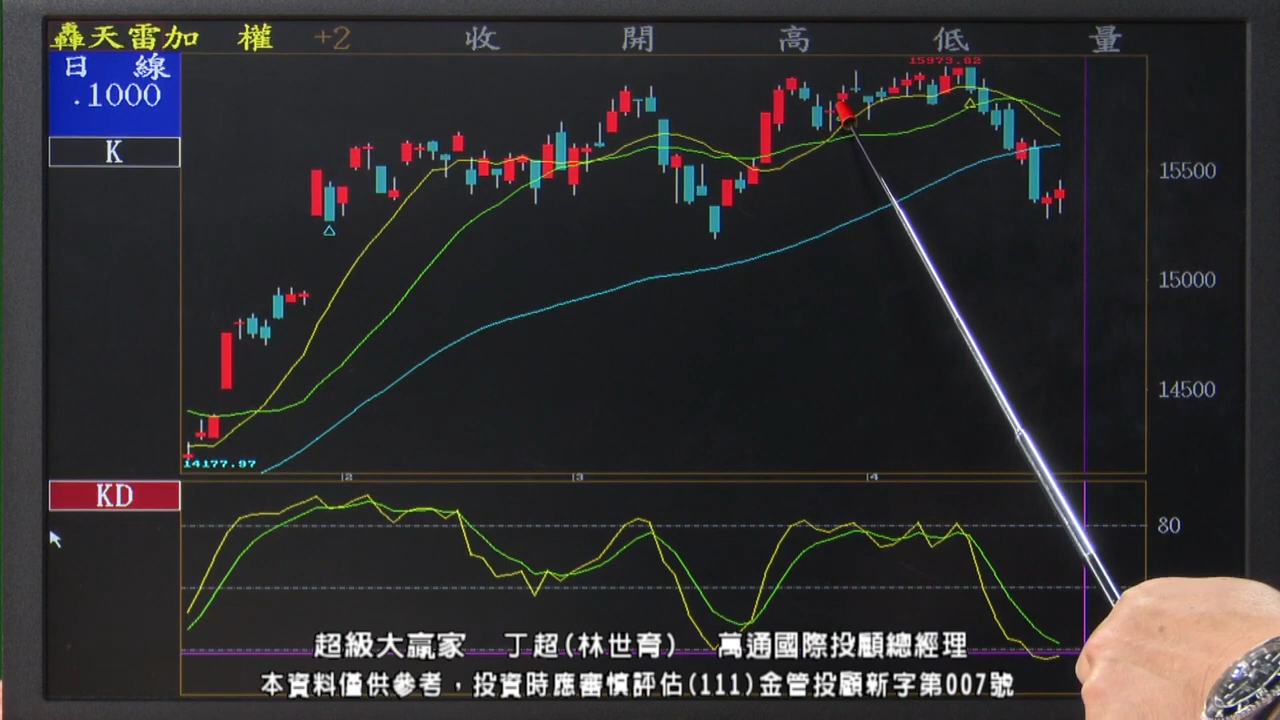 轟天雷加 權 +2 收 開 高 低 量
日 線
.1000
K
15973.82
15500
15000
14500
14177.97
2 3 4
KD
80
超級大贏家 丁超(林世育) 萬通國際投顧總經理
本資料僅供參考，投資時應審慎評估(111)金管投顧新字第007號